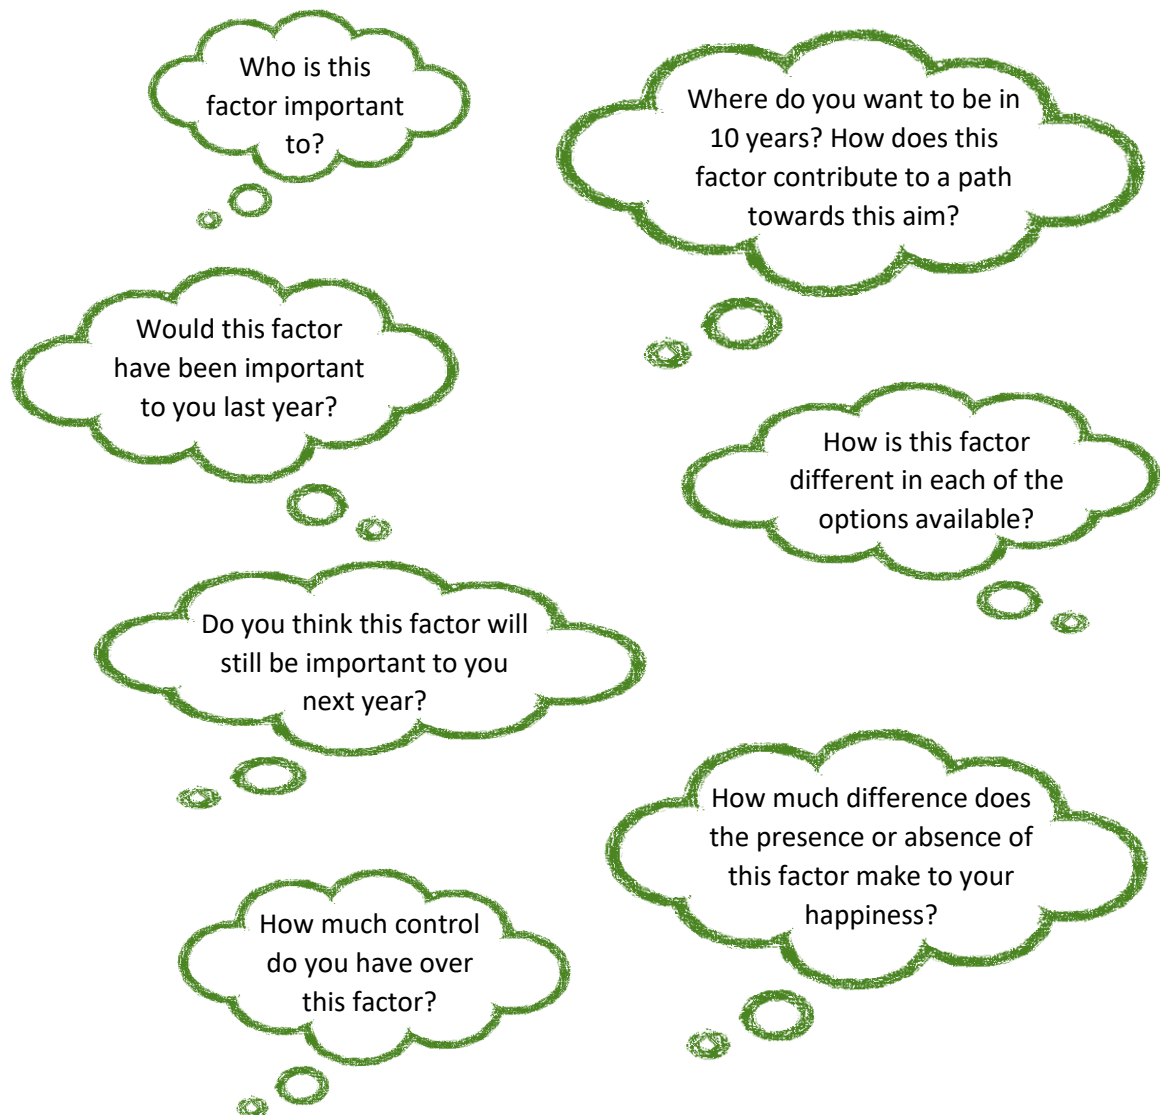 Who is this
factor important
to?
Where do you want to be in
10 years? How does this
factor contribute to a path
towards this aim?
Would this factor
have been important
to you last year?
How is this factor
different in each of the
options available?
Do you think this factor will
still be important to you
next year?
How much difference does
the presence or absence of
this factor make to your
happiness?
How much control
do you have over
this factor?